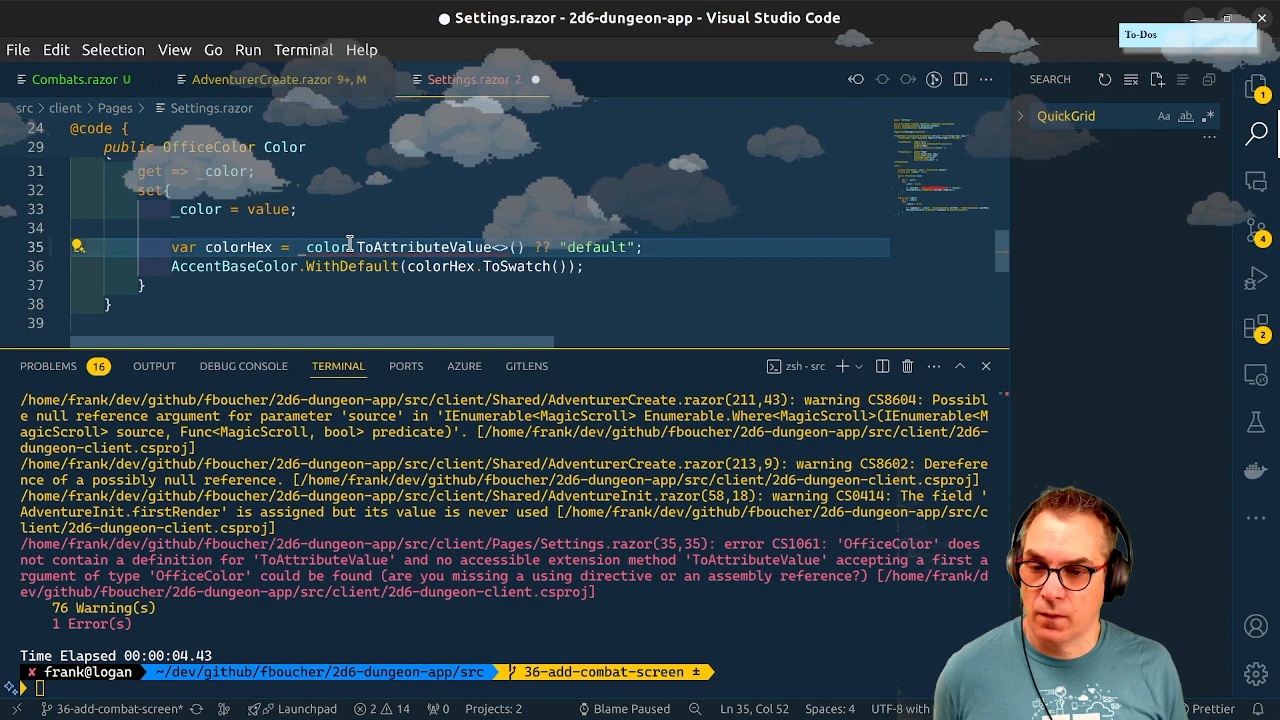 Settings.razor - 2d6-dungeon-app - Visual Studio Code
To-Dos
File Edit Selection View Go Run Terminal Help
Combats.razor U AdventurerCreate.razor 9+, M Settings.razor 2
SEARCH
src > client > Pages > Settings.razor
QuickGrid
24 @code {
29 public OfficeColor Color
31 get => _color;
32 set{
33 _color = value;
34
35 var colorHex = _color.ToAttributeValue<>() ?? "default";
36 AccentBaseColor.WithDefault(colorHex.ToSwatch());
37 }
38 }
39
PROBLEMS 16 OUTPUT DEBUG CONSOLE TERMINAL PORTS AZURE GITLENS zsh - src
/home/frank/dev/github/fboucher/2d6-dungeon-app/src/client/Shared/AdventurerCreate.razor(211,43): warning CS8604: Possibl
e null reference argument for parameter 'source' in 'IEnumerable<MagicScroll> Enumerable.Where<MagicScroll>(IEnumerable<M
agicScroll> source, Func<MagicScroll, bool> predicate)'. [/home/frank/dev/github/fboucher/2d6-dungeon-app/src/client/2d6-
dungeon-client.csproj]
/home/frank/dev/github/fboucher/2d6-dungeon-app/src/client/Shared/AdventurerCreate.razor(213,9): warning CS8602: Derefere
nce of a possibly null reference. [/home/frank/dev/github/fboucher/2d6-dungeon-app/src/client/2d6-dungeon-client.csproj]
/home/frank/dev/github/fboucher/2d6-dungeon-app/src/client/Shared/AdventureInit.razor(58,18): warning CS0414: The field '
AdventureInit.firstRender' is assigned but its value is never used [/home/frank/dev/github/fboucher/2d6-dungeon-app/src/c
lient/2d6-dungeon-client.csproj]
/home/frank/dev/github/fboucher/2d6-dungeon-app/src/client/Pages/Settings.razor(35,35): error CS1061: 'OfficeColor' does
not contain a definition for 'ToAttributeValue' and no accessible extension method 'ToAttributeValue' accepting a first a
rgument of type 'OfficeColor' could be found (are you missing a using directive or an assembly reference?) [/home/frank/d
ev/github/fboucher/2d6-dungeon-app/src/client/2d6-dungeon-client.csproj]
76 Warning(s)
1 Error(s)
Time Elapsed 00:00:04.43
✘ frank@logan ~/dev/github/fboucher/2d6-dungeon-app/src 36-add-combat-screen ±
36-add-combat-screen* Launchpad 2 14 0 Projects: 2 Blame Paused Ln 35, Col 52 Spaces: 4 UTF-8 with Prettier